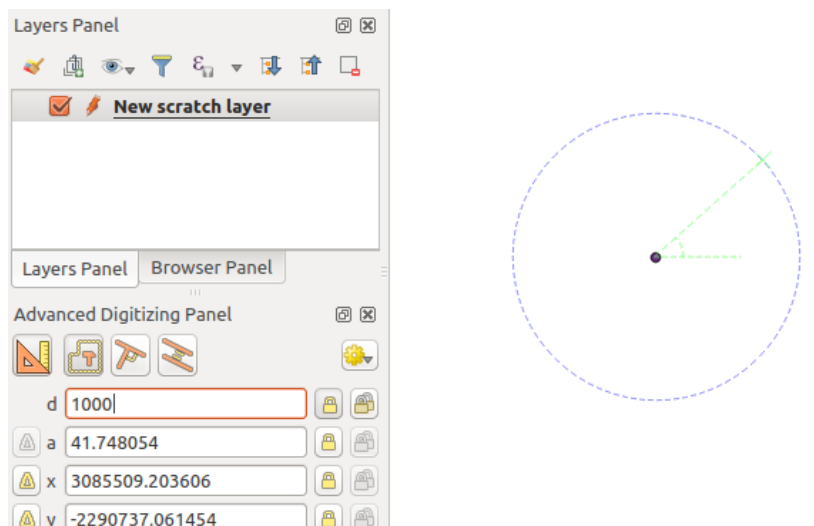 Layers Panel
New scratch layer
Layers Panel Browser Panel
Advanced Digitizing Panel
d 1000
a 41.748054
x 3085509.203606
y -2290737.061454